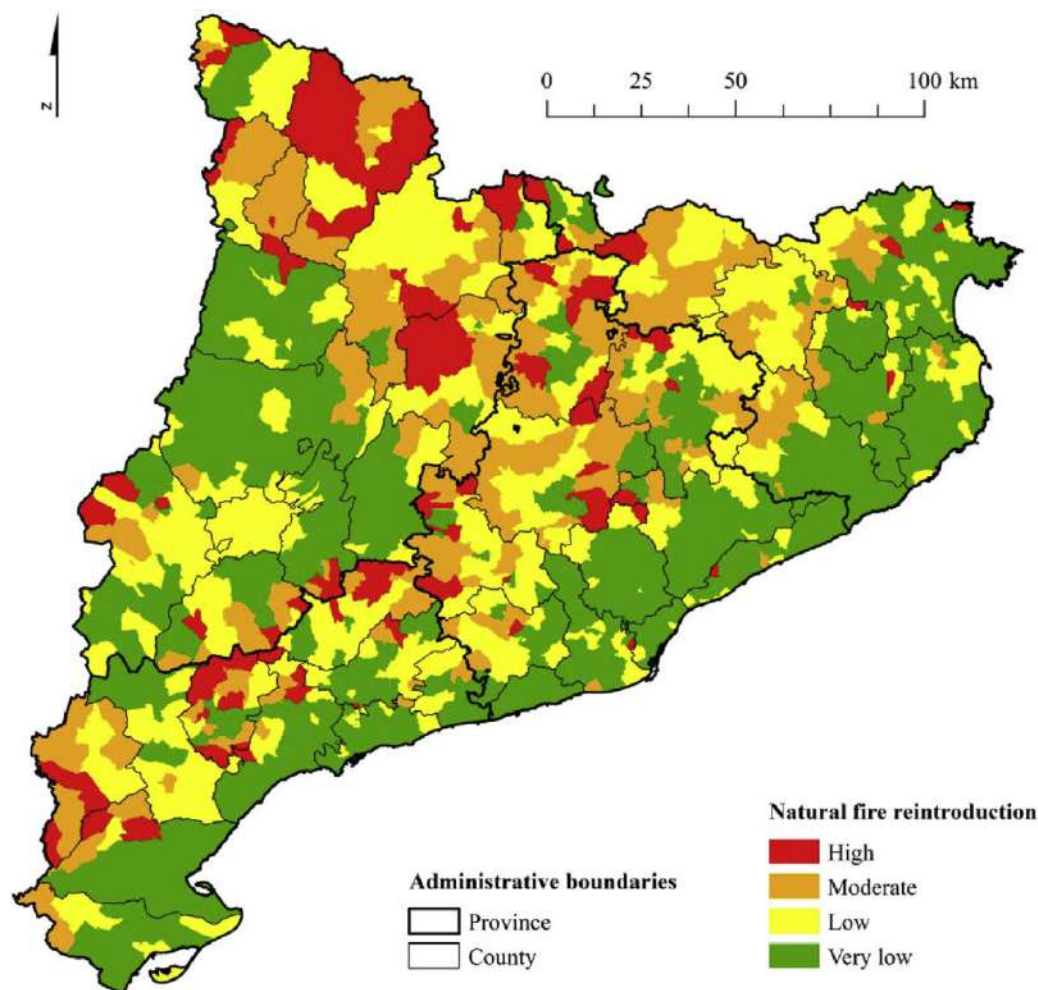 0 25 50 100 km
N
Natural fire reintroduction
High
Moderate
Low
Very low
Administrative boundaries
Province
County